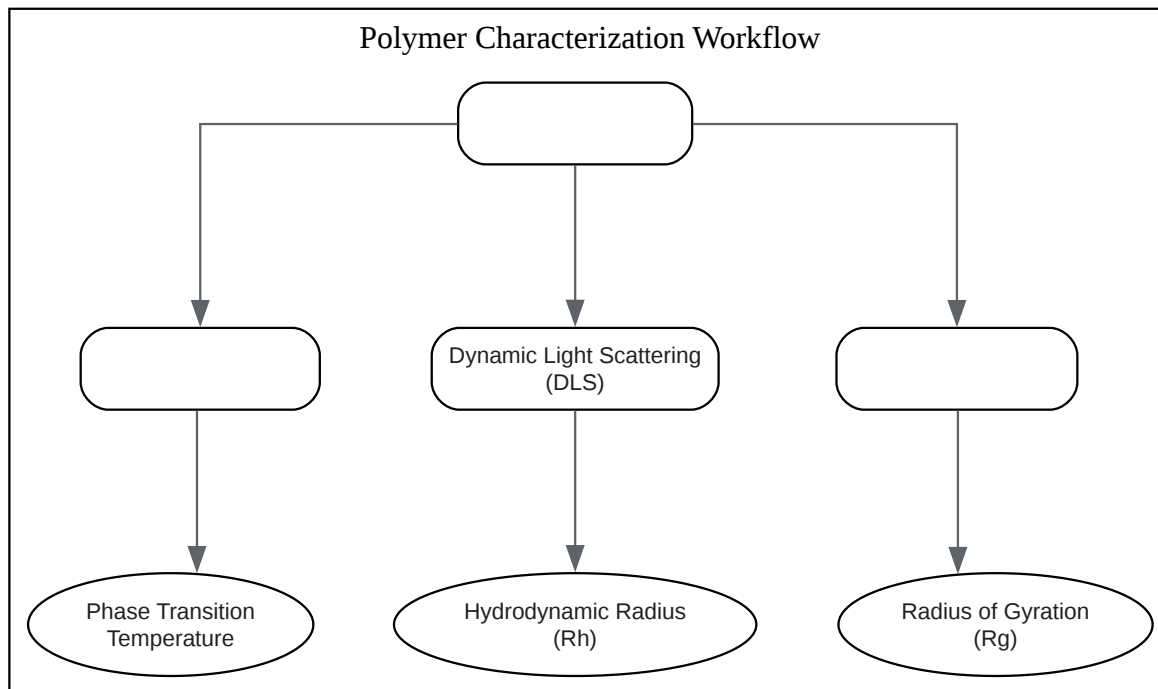 Polymer Characterization Workflow
Dynamic Light Scattering
(DLS)
Phase Transition
Temperature
Hydrodynamic Radius
(Rh)
Radius of Gyration
(Rg)